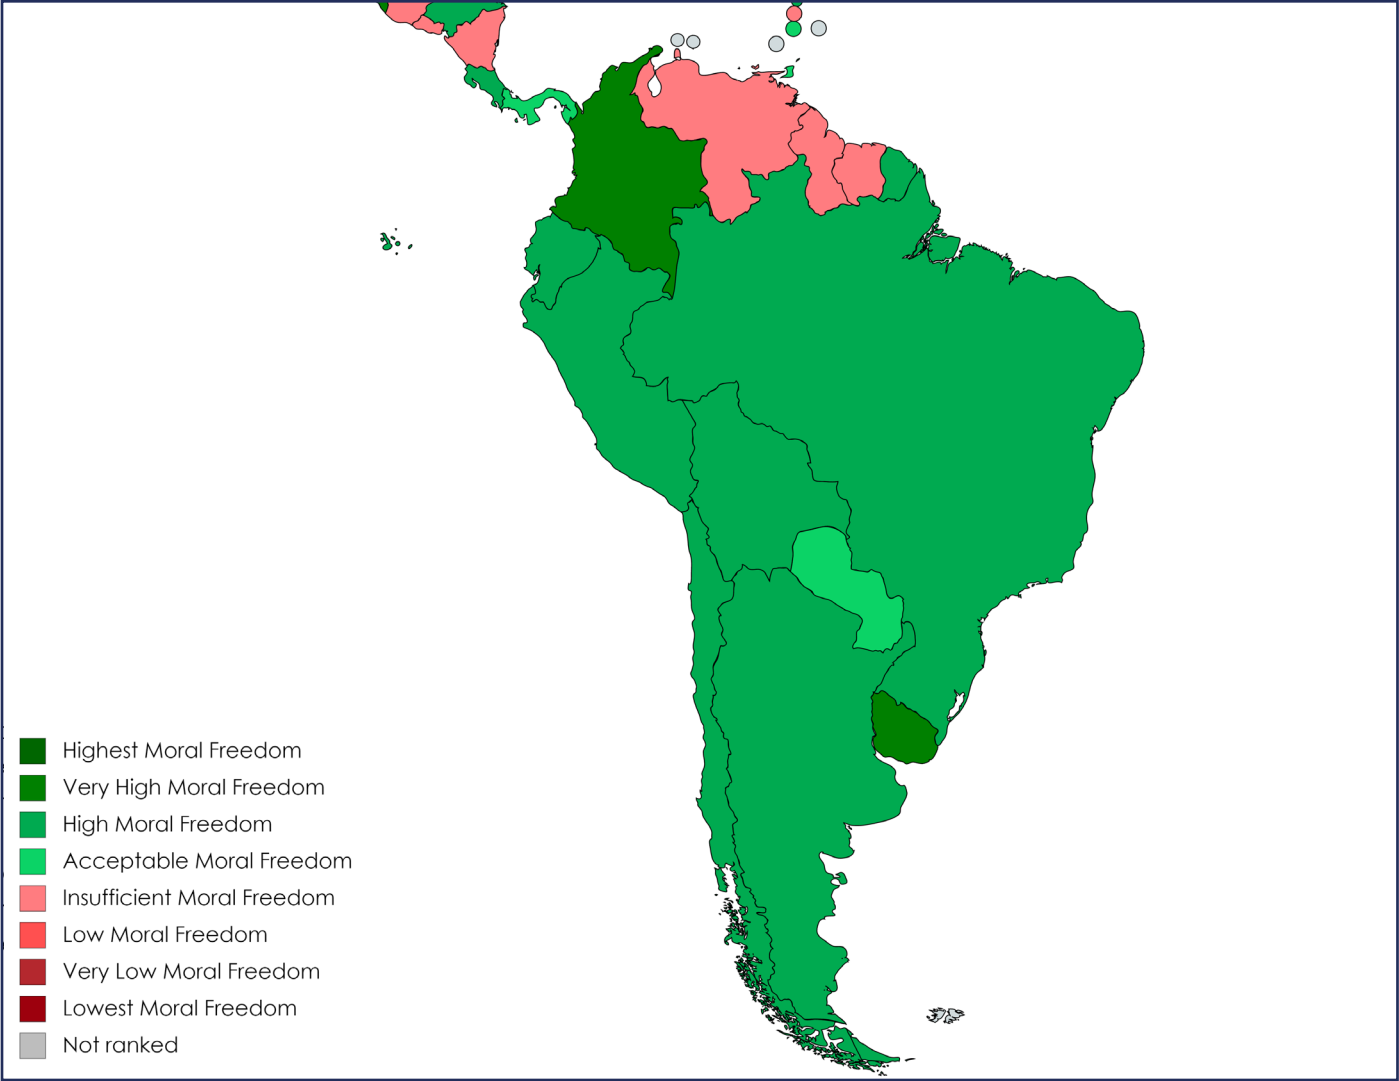 Highest Moral Freedom
Very High Moral Freedom
High Moral Freedom
Acceptable Moral Freedom
Insufficient Moral Freedom
Low Moral Freedom
Very Low Moral Freedom
Lowest Moral Freedom
Not ranked